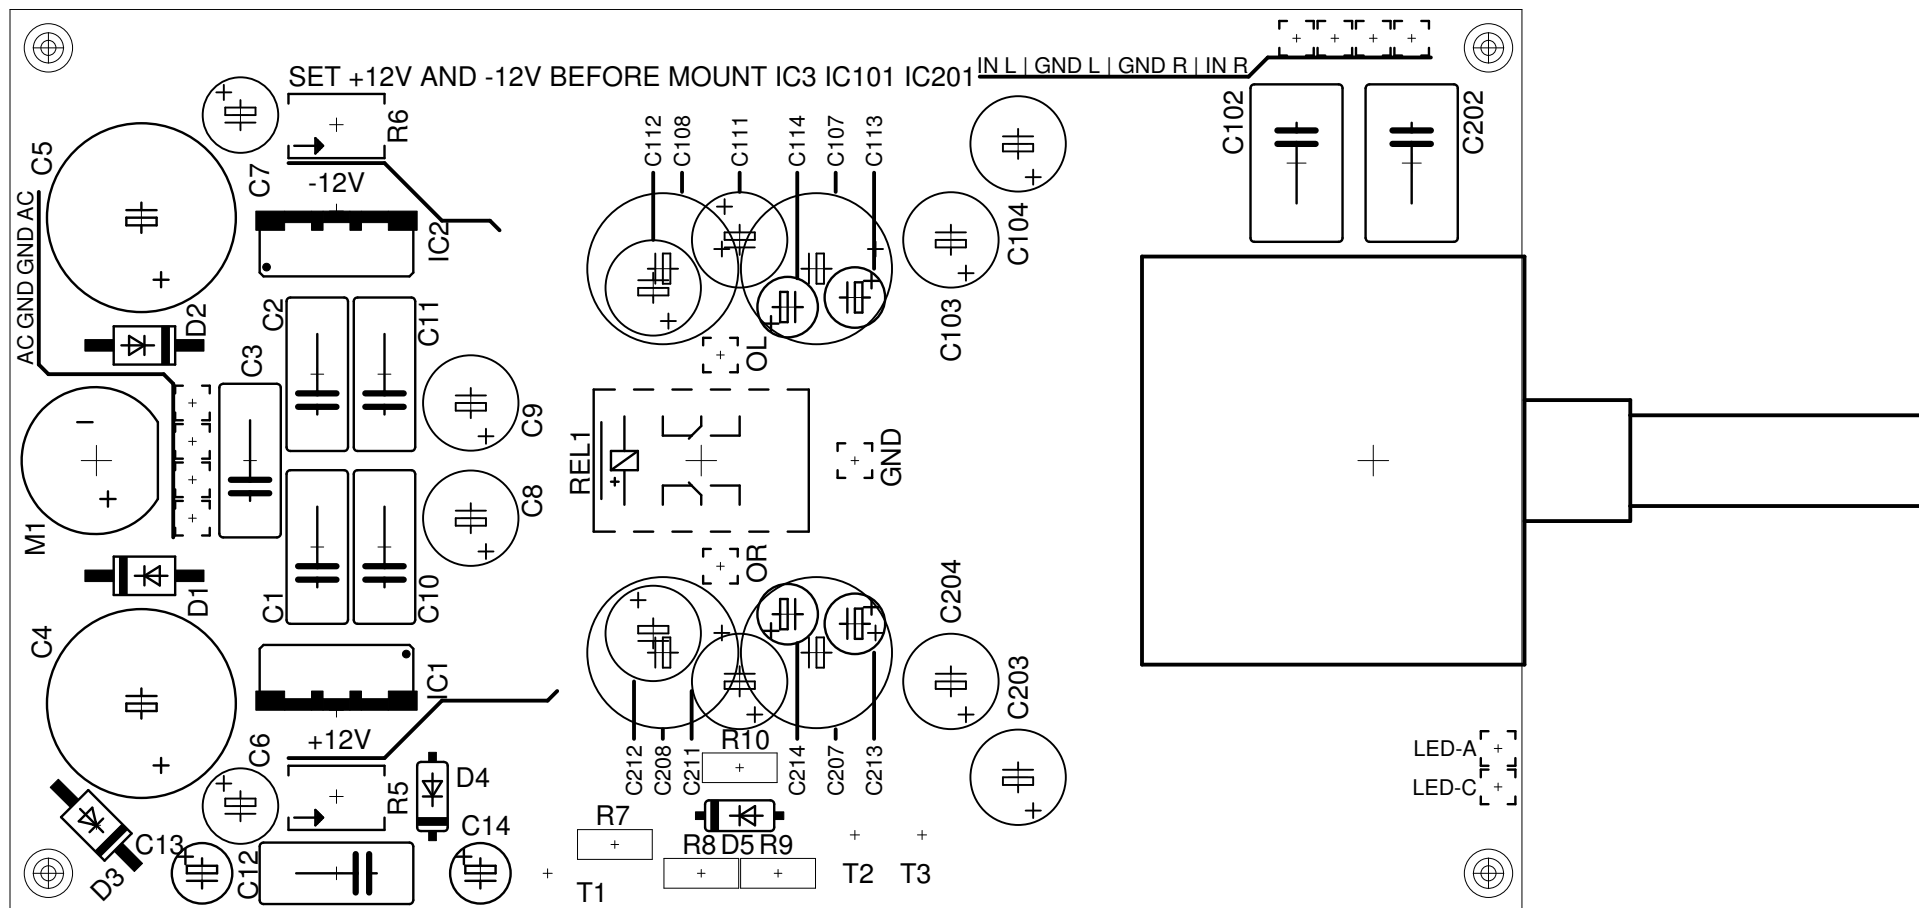 SET +12V AND -12V BEFORE MOUNT IC3 IC101 IC201
IN L | GND L | GND R | IN R
C5
C7
R6
-12V
IC2
AC GND GND AC
D2
C2
C11
C3
C9
M1
C8
D1
C1
C10
C4
IC1
C6
+12V
R5
D4
C13
D3
C12
C14
C112
C108
C111
C114
C107
C113
C104
C103
C102
C202
OL
REL1
GND
OR
C204
C203
C212
C208
C211
R10
C214
C207
C213
R7
R8 D5 R9
T1
T2
T3
LED-A
LED-C